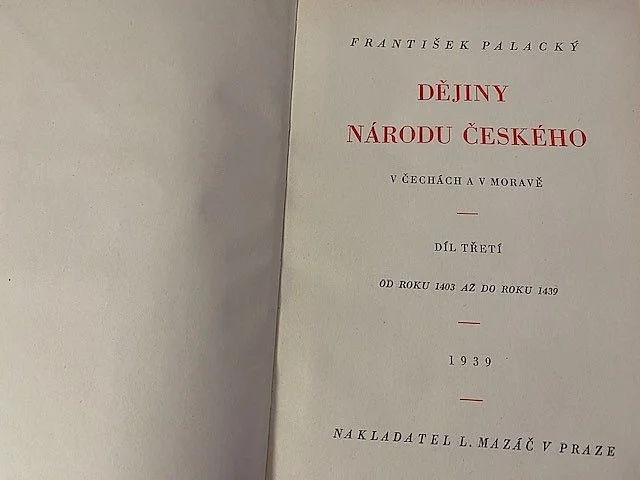 FRANTIŠEK PALACKÝ
DĚJINY
NÁRODU ČESKÉHO
V ČECHÁCH A V MORAVĚ
DÍL TŘETÍ
OD ROKU 1403 AŽ DO ROKU 1439
1939
NAKLADATEL L. MAZÁČ V PRAZE